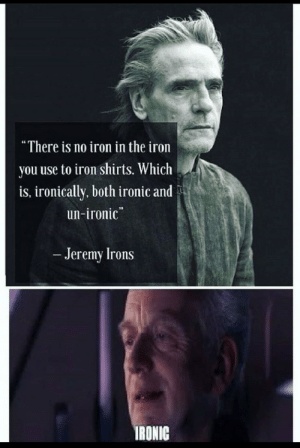 "There is no iron in the iron
you use to iron shirts. Which
is, ironically, both ironic and
un-ironic"
– Jeremy Irons
IRONIC